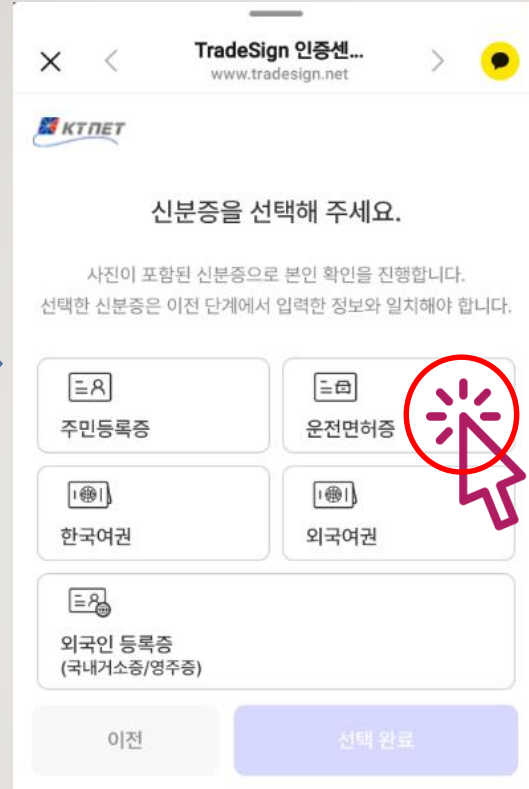 TradeSign 인증센...
www.tradesign.net
KTNET
신분증을 선택해 주세요.
사진이 포함된 신분증으로 본인 확인을 진행합니다.
선택한 신분증은 이전 단계에서 입력한 정보와 일치해야 합니다.
주민등록증
운전면허증
한국여권
외국여권
외국인 등록증
(국내거소증/영주증)
이전
선택 완료